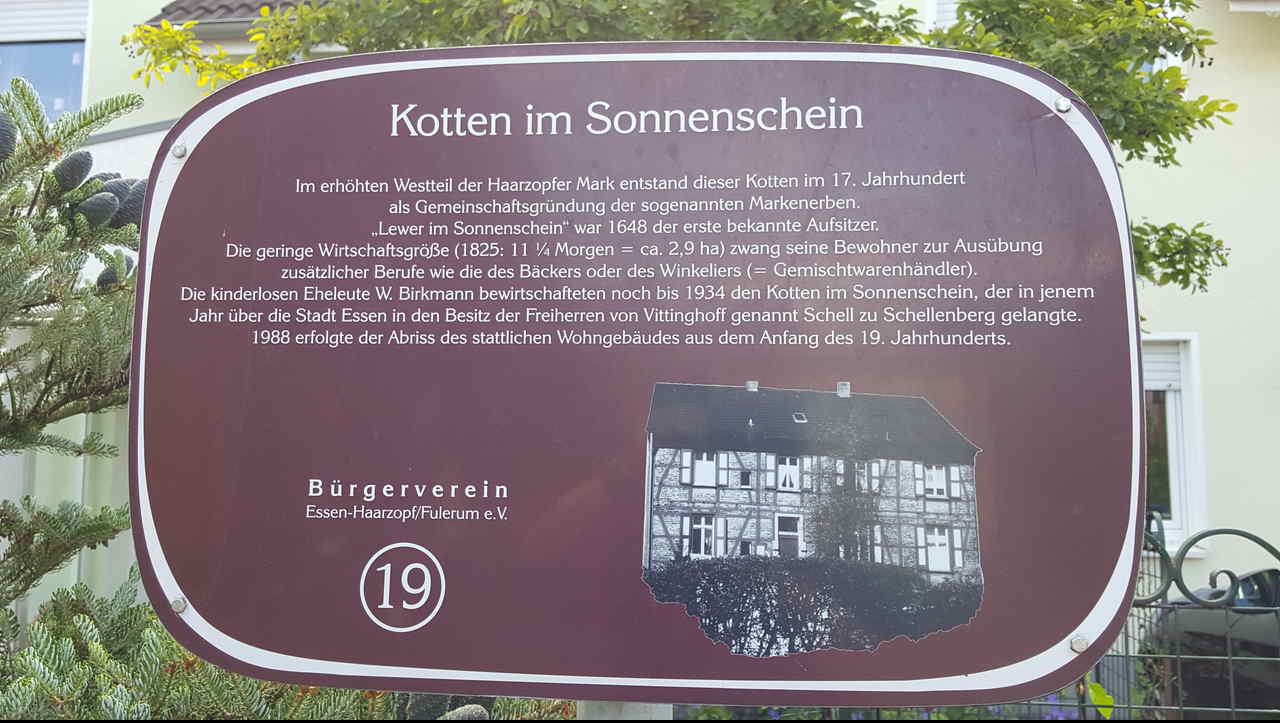 Kotten im Sonnenschein
Im erhöhten Westteil der Haarzopfer Mark entstand dieser Kotten im 17. Jahrhundert
als Gemeinschaftsgründung der sogenannten Markenerben.
„Lewer im Sonnenschein“ war 1648 der erste bekannte Aufsitzer.
Die geringe Wirtschaftsgröße (1825: 11 ¼ Morgen = ca. 2,9 ha) zwang seine Bewohner zur Ausübung
zusätzlicher Berufe wie die des Bäckers oder des Winkeliers (= Gemischtwarenhändler).
Die kinderlosen Eheleute W. Birkmann bewirtschafteten noch bis 1934 den Kotten im Sonnenschein, der in jenem
Jahr über die Stadt Essen in den Besitz der Freiherren von Vittinghoff genannt Schell zu Schellenberg gelangte.
1988 erfolgte der Abriss des stattlichen Wohngebäudes aus dem Anfang des 19. Jahrhunderts.
Bürgerverein
Essen-Haarzopf/Fulerum e.V.
19